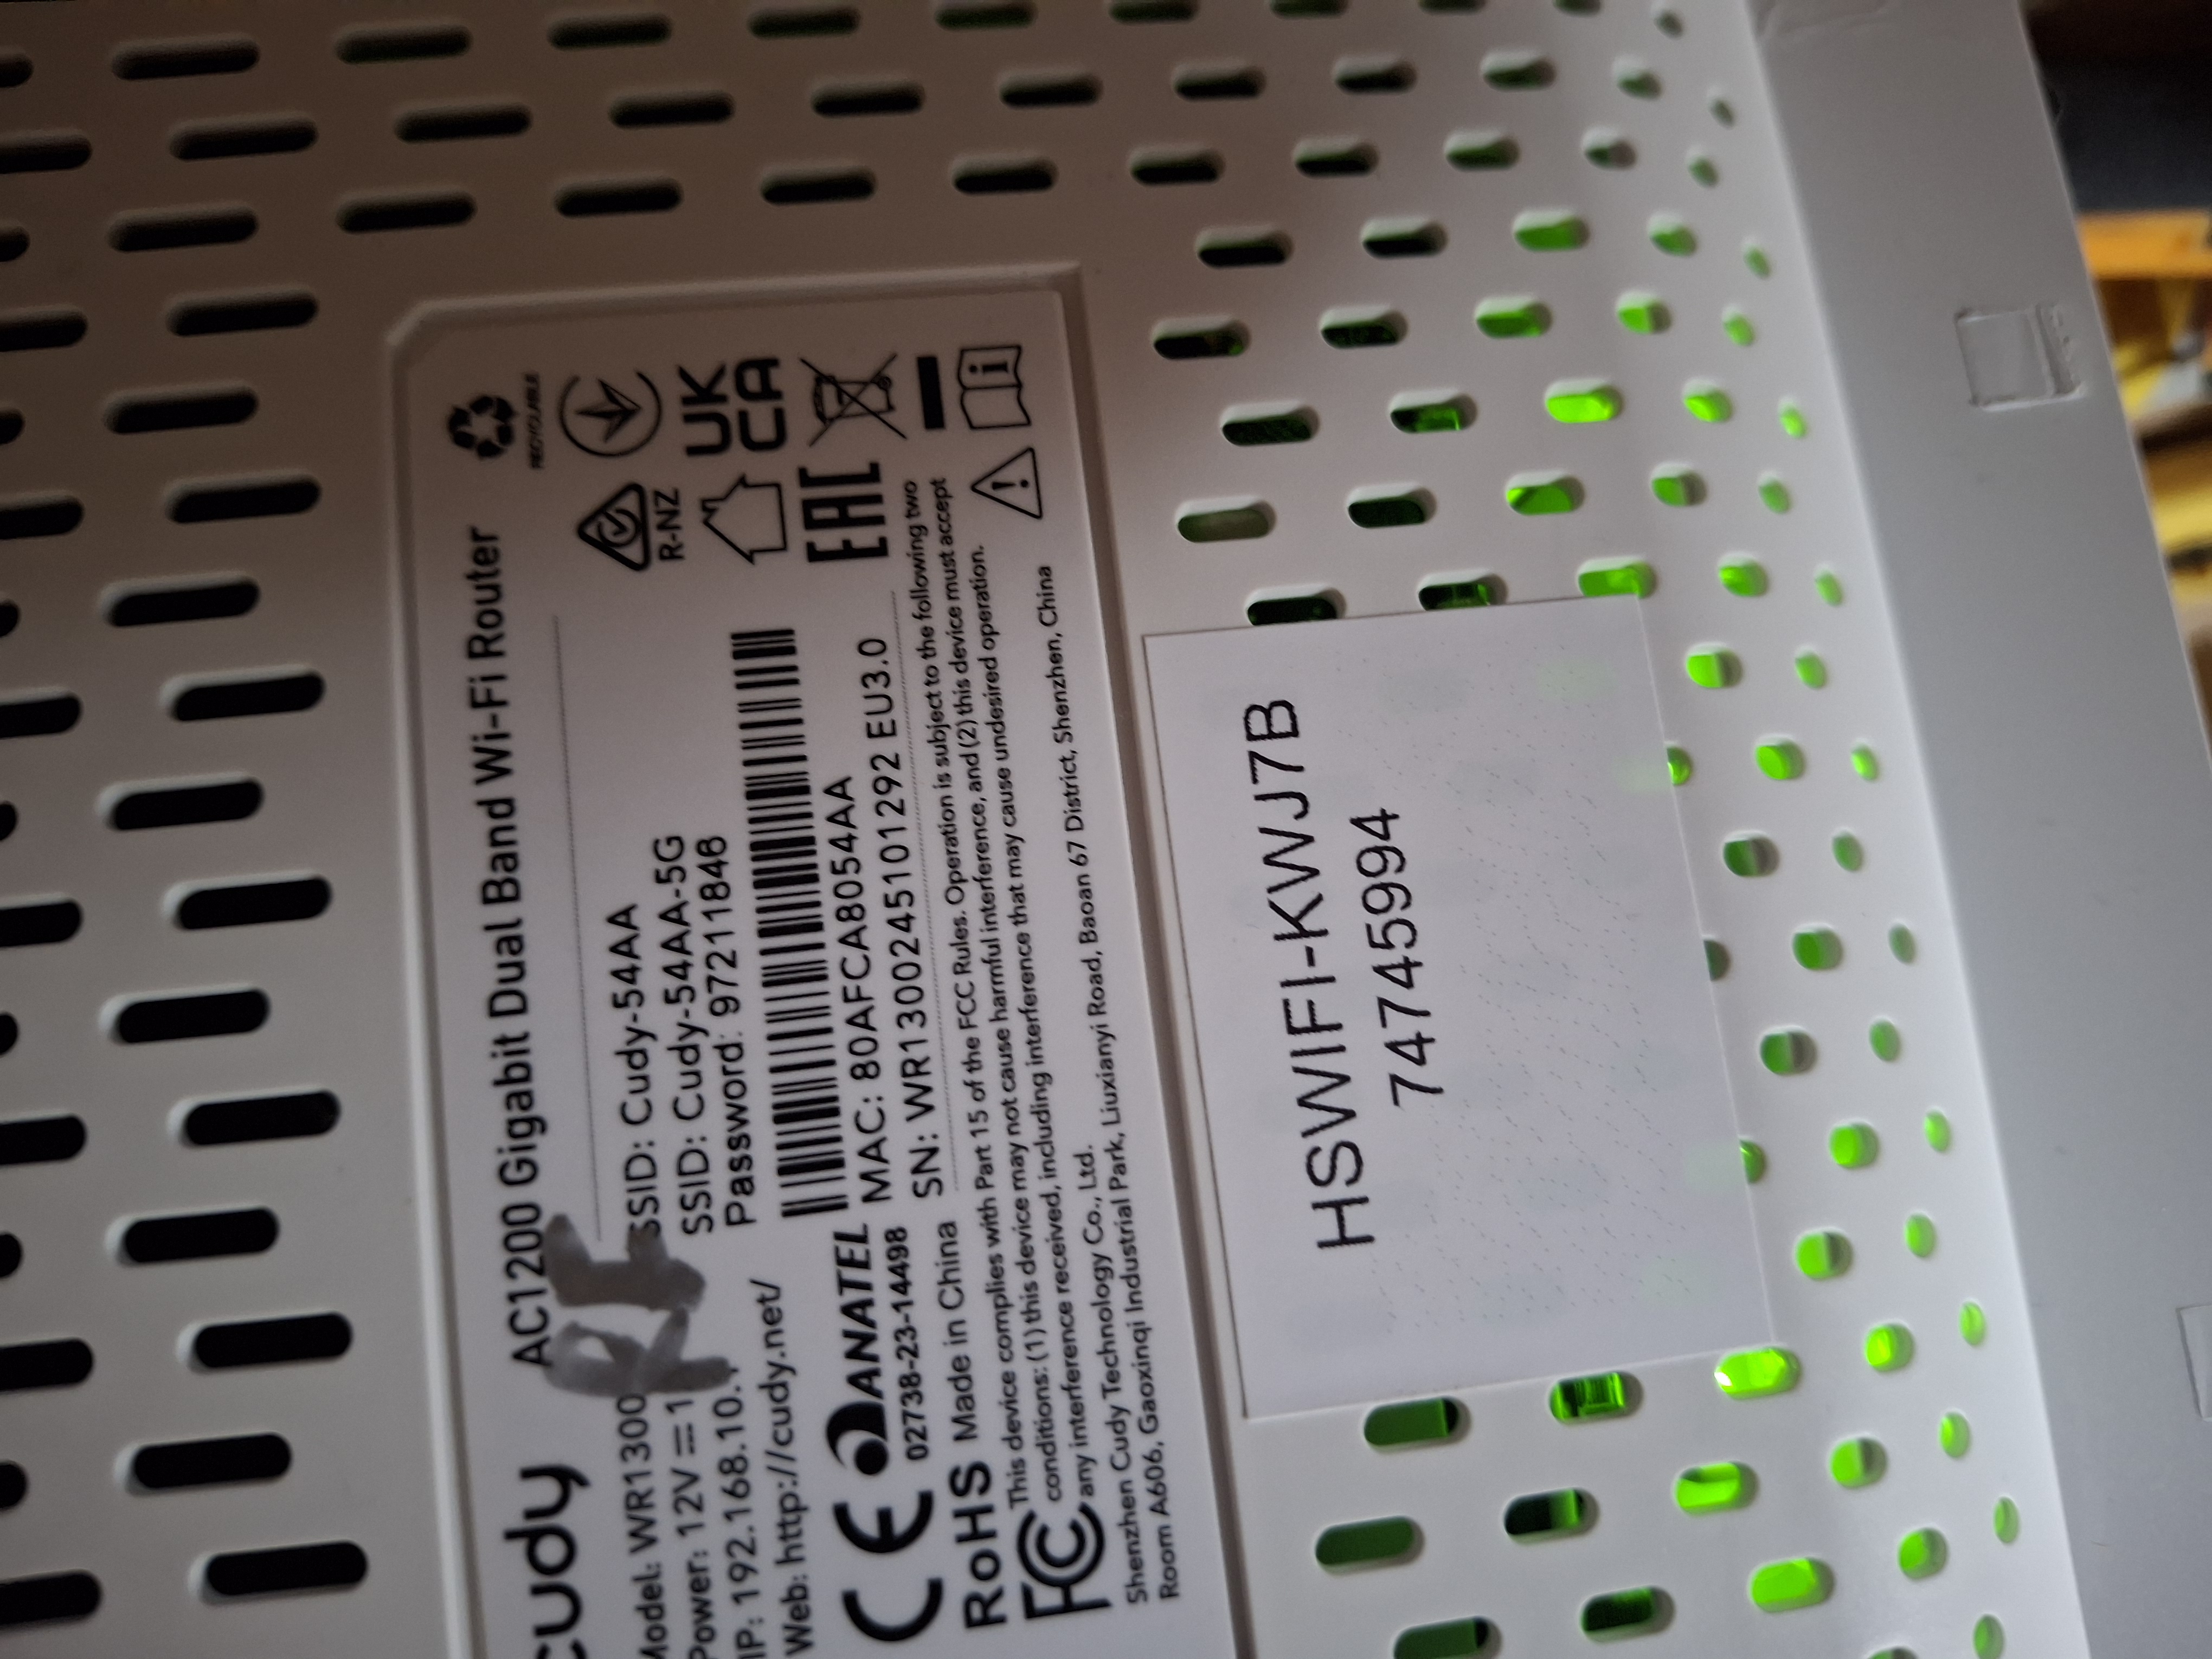 cudy
AC1200 Gigabit Dual Band Wi-Fi Router
RECYCLABLE
Model: WR1300
Power: 12V⎓1
IP: 192.168.10.
Web: http://cudy.net/
SSID: Cudy-54AA
SSID: Cudy-54AA-5G
Password: 97211848
R-NZ
UK
CA
EAC
CE
ANATEL
02738-23-14498
MAC: 80AFCA8054AA
SN: WR1300245101292 EU3.0
RoHS Made in China
FC
This device complies with Part 15 of the FCC Rules. Operation is subject to the following two
conditions: (1) this device may not cause harmful interference, and (2) this device must accept
any interference received, including interference that may cause undesired operation.
Shenzhen Cudy Technology Co., Ltd.
Room A606, Gaoxinqi Industrial Park, Liuxianyi Road, Baoan 67 District, Shenzhen, China
HSWIFI-KWJ7B
74745994